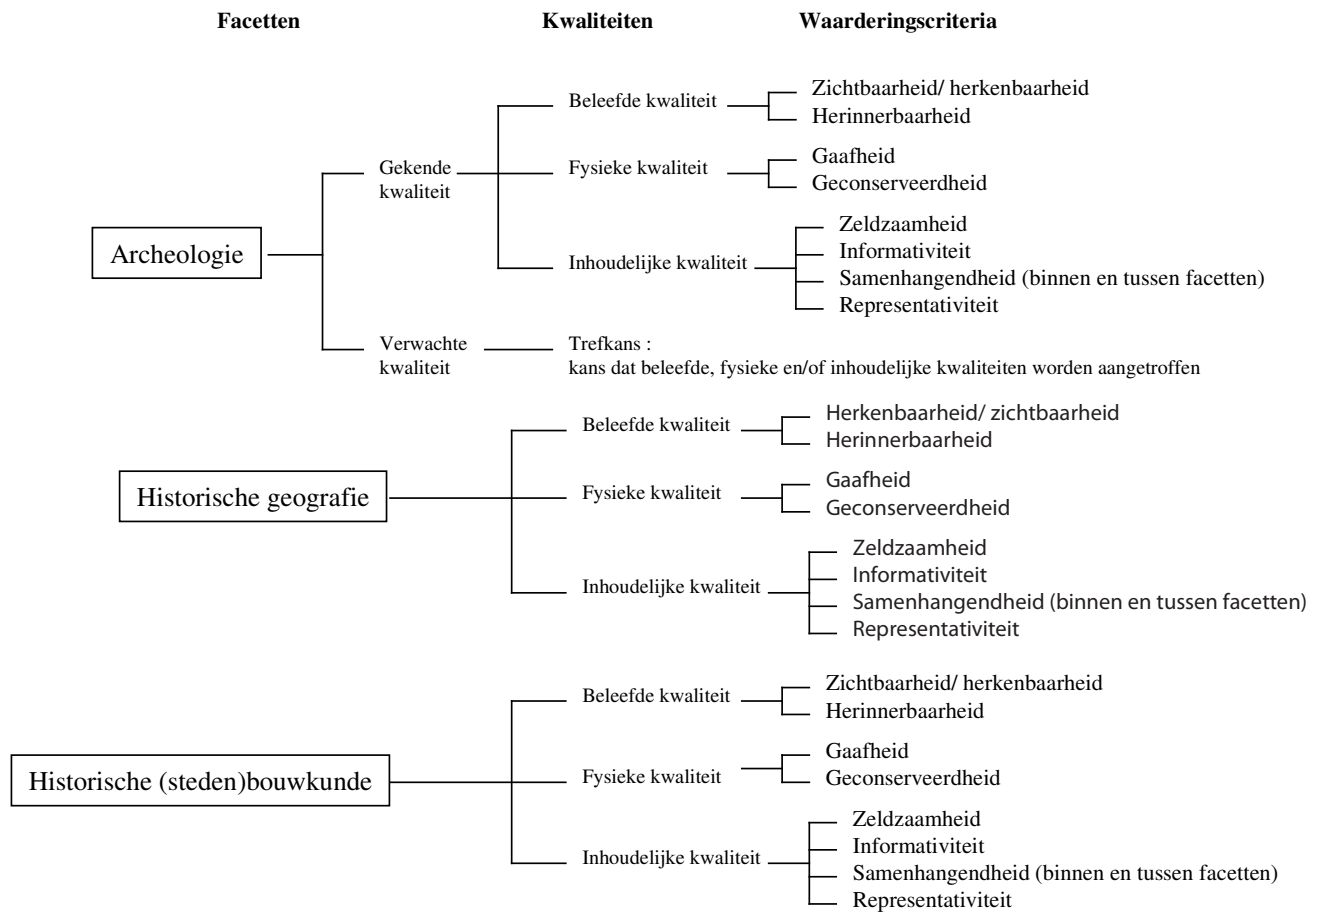 Facetten Kwaliteiten Waarderingscriteria
Zichtbaarheid/ herkenbaarheid
Beleefde kwaliteit
Herinnerbaarheid
Gaafheid
Gekende
kwaliteit
Fysieke kwaliteit
Geconserveerdheid
Zeldzaamheid
Archeologie
Informativiteit
Inhoudelijke kwaliteit
Samenhangendheid (binnen en tussen facetten)
Representativiteit
Verwachte
kwaliteit
Trefkans :
kans dat beleefde, fysieke en/of inhoudelijke kwaliteiten worden aangetroffen
Herkenbaarheid/ zichtbaarheid
Beleefde kwaliteit
Herinnerbaarheid
Gaafheid
Historische geografie
Fysieke kwaliteit
Geconserveerdheid
Zeldzaamheid
Informativiteit
Inhoudelijke kwaliteit
Samenhangendheid (binnen en tussen facetten)
Representativiteit
Zichtbaarheid/ herkenbaarheid
Beleefde kwaliteit
Herinnerbaarheid
Gaafheid
Historische (steden)bouwkunde
Fysieke kwaliteit
Geconserveerdheid
Zeldzaamheid
Informativiteit
Inhoudelijke kwaliteit
Samenhangendheid (binnen en tussen facetten)
Representativiteit